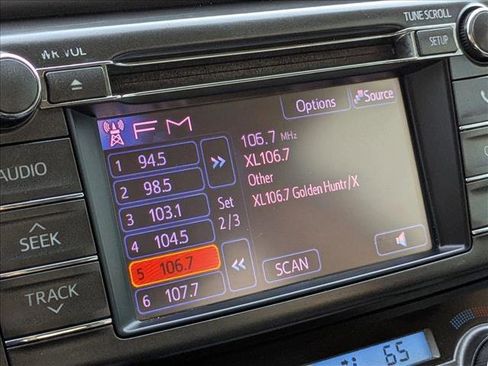 PWR VOL
TUNE SCROLL
SETUP
Options
Source
FM
106.7 MHz
1 94.5
XL106.7
2 98.5
Other
3 103.1
XL106.7 Golden Huntr/X
Set
2/3
4 104.5
5 106.7
6 107.7
SCAN
AUDIO
SEEK
TRACK
65